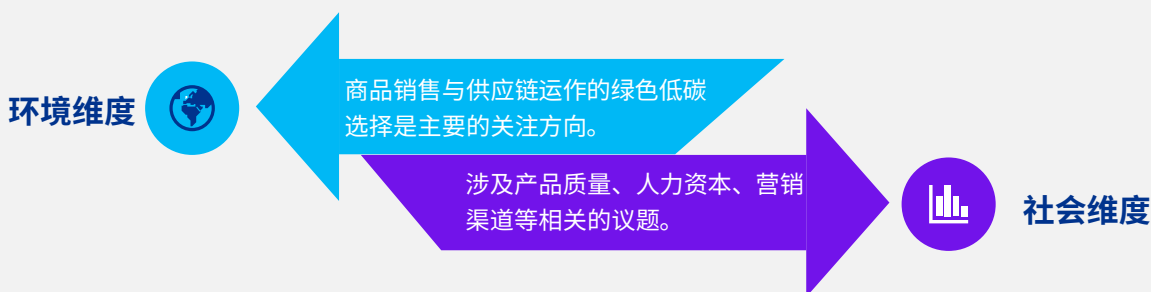 环境维度
商品销售与供应链运作的绿色低碳
选择是主要的关注方向。
涉及产品质量、人力资本、营销
渠道等相关的议题。
社会维度